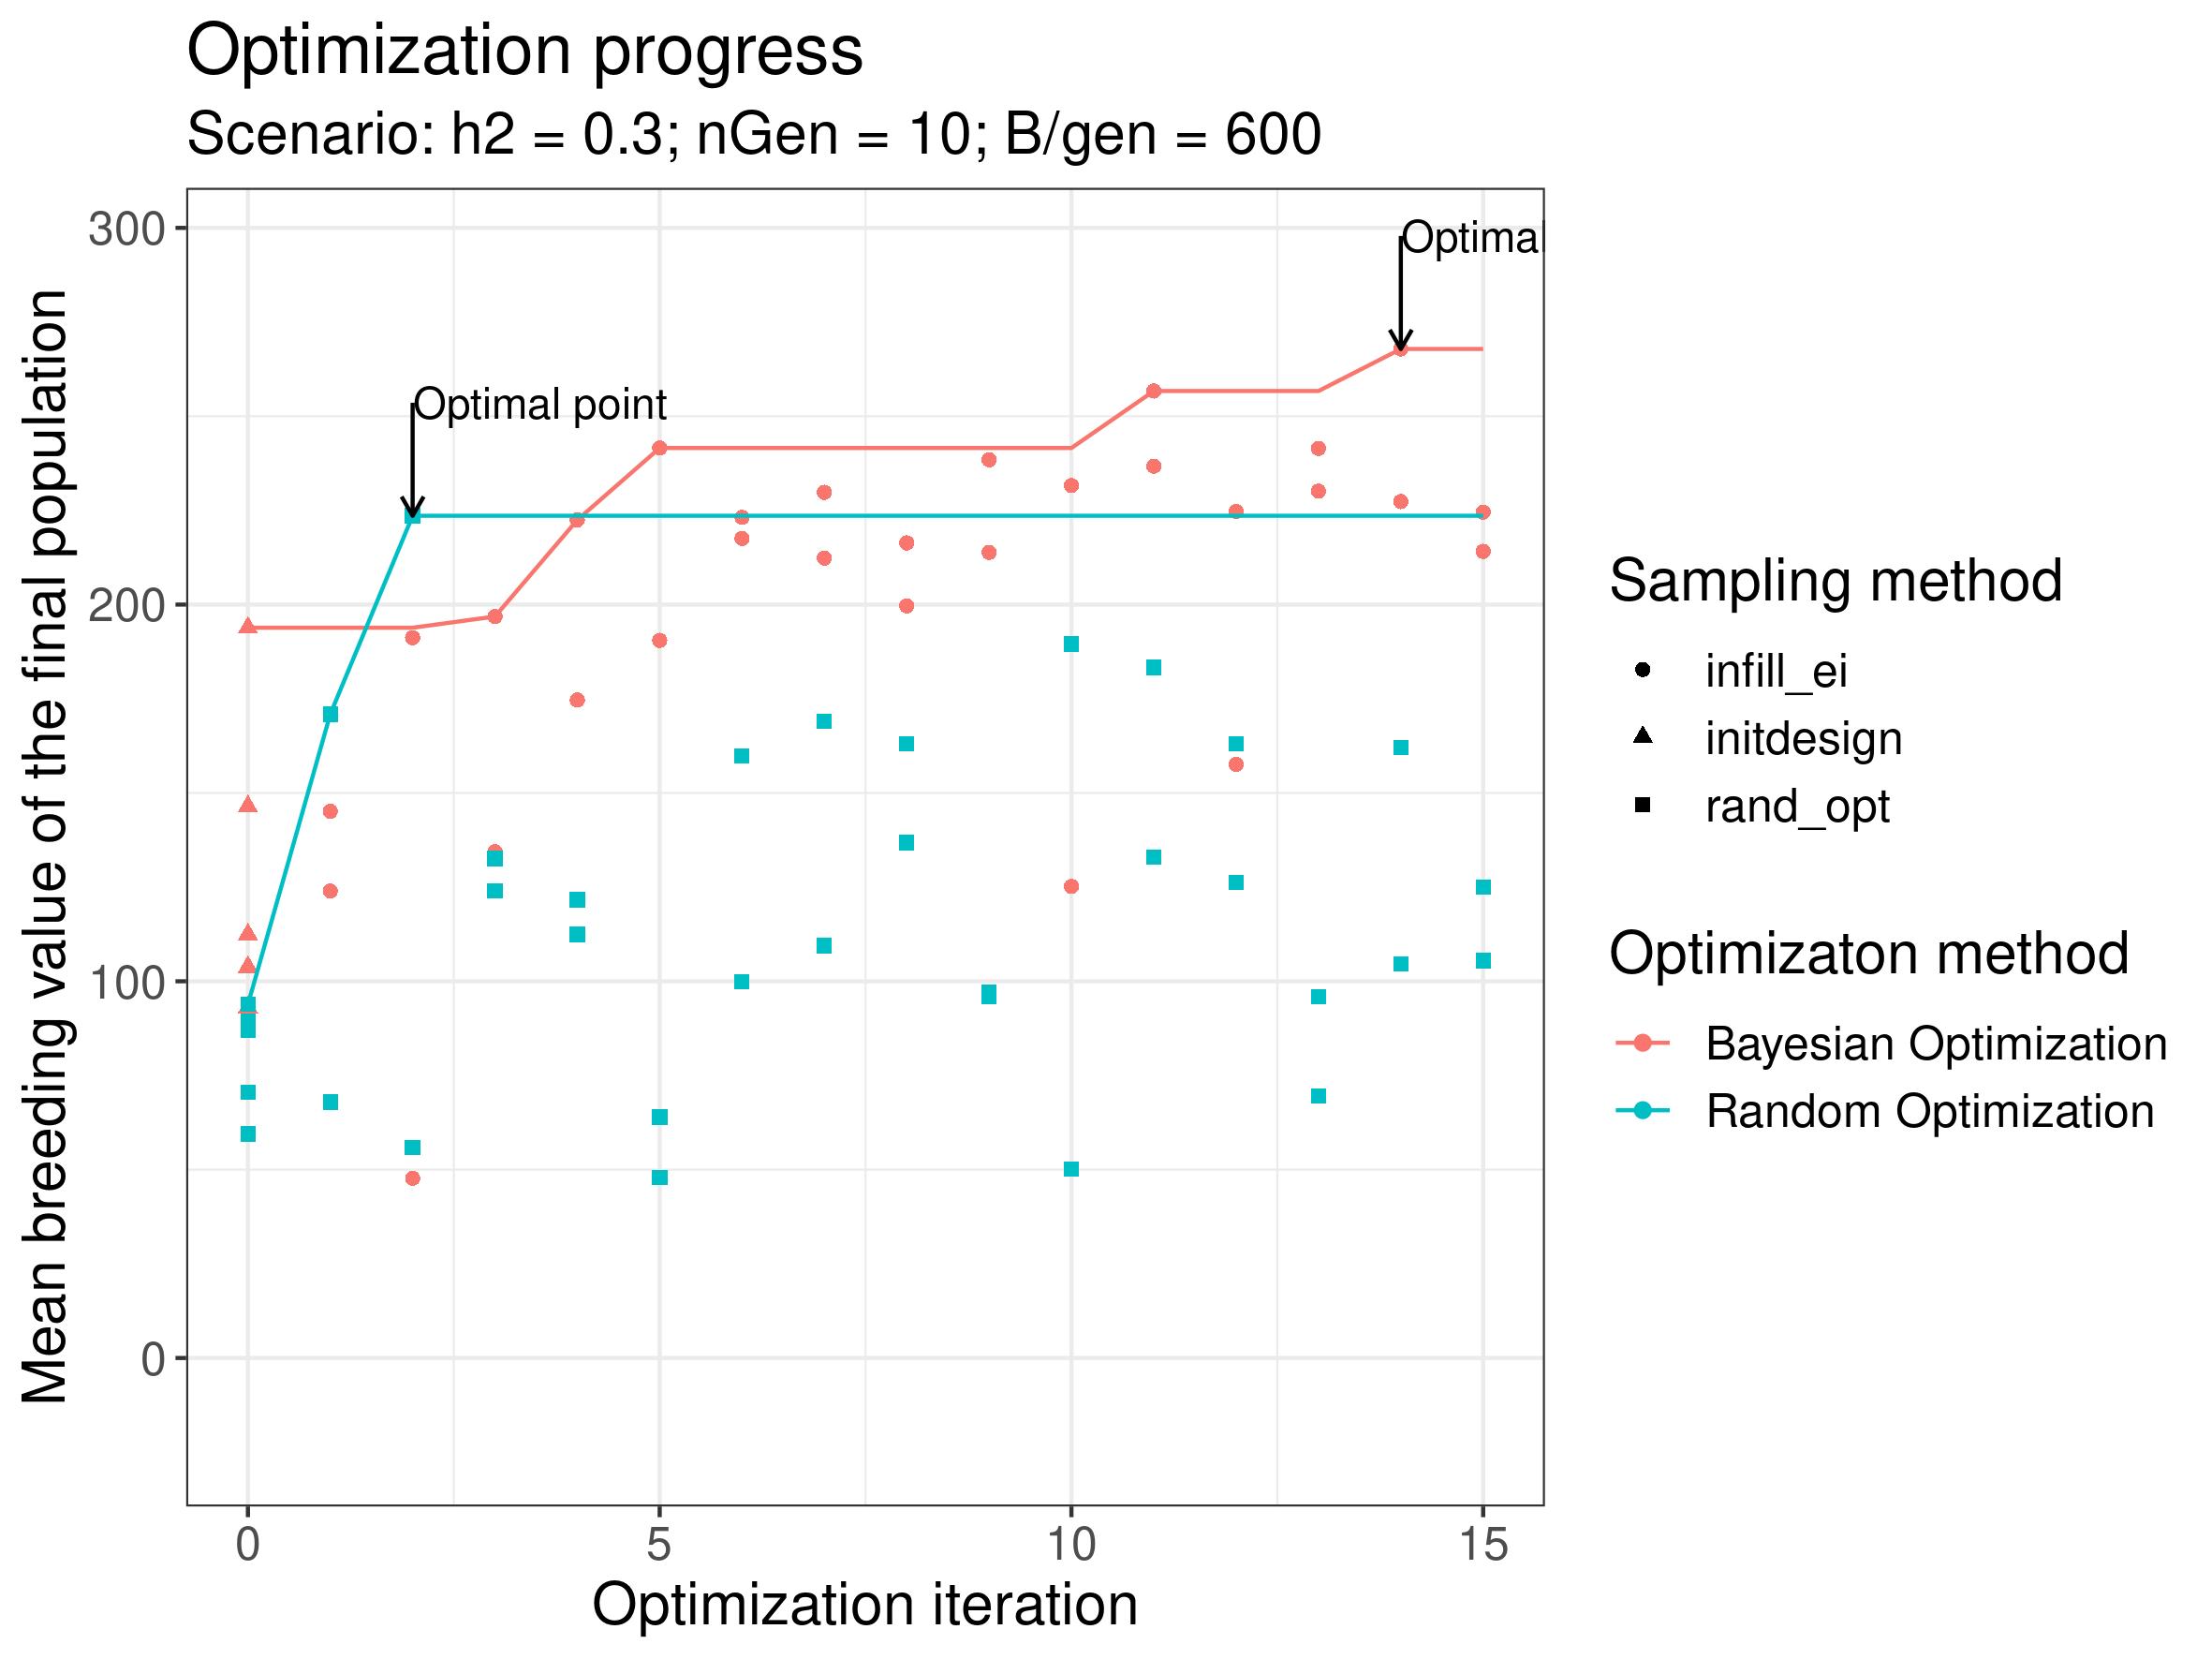 Optimization progress
Scenario: h2 = 0.3; nGen = 10; B/gen = 600
Mean breeding value of the final population
300
200
100
0
Optimal point
Optimal
0
5
10
15
Optimization iteration
Sampling method
infill_ei
initdesign
rand_opt
Optimizaton method
Bayesian Optimization
Random Optimization